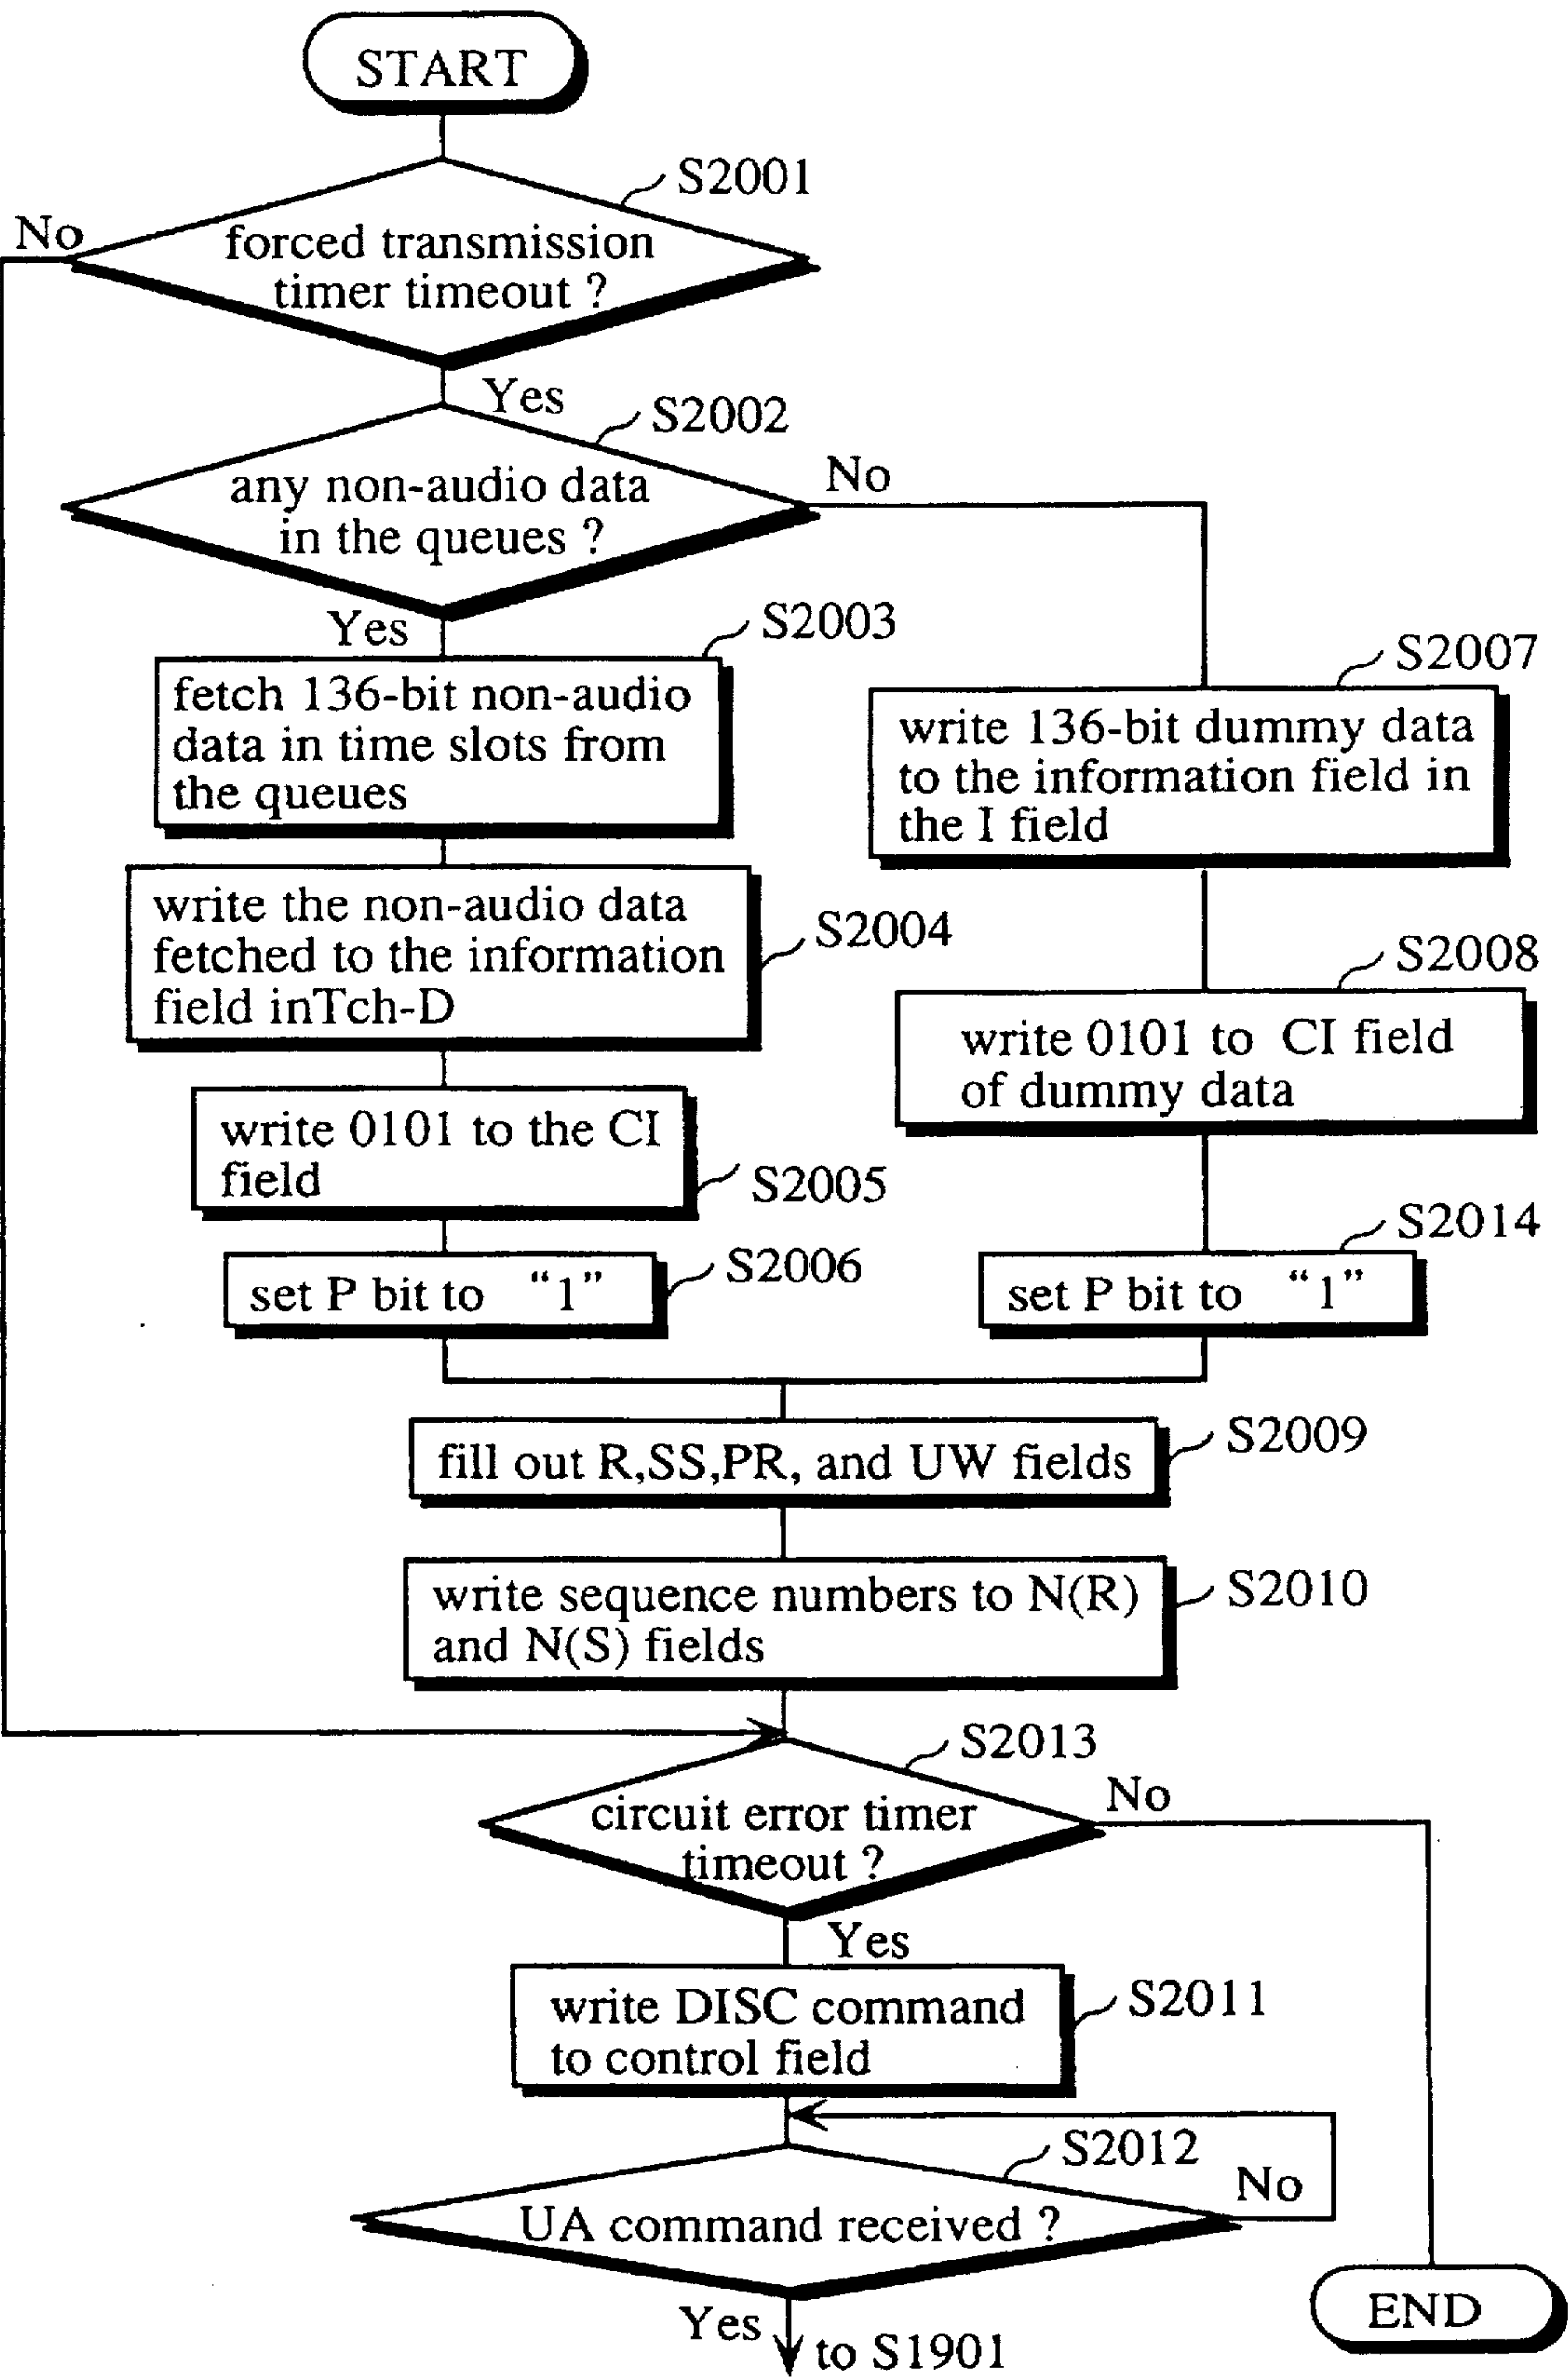 START
S2001
No
forced transmission
timer timeout ?
Yes
S2002
No
any non-audio data
in the queues ?
Yes
S2003
fetch 136-bit non-audio
data in time slots from
the queues
S2007
write 136-bit dummy data
to the information field in
the I field
write the non-audio data
fetched to the information
field inTch-D
S2004
S2008
write 0101 to CI field
of dummy data
write 0101 to the CI
field
S2005
S2006
set P bit to "1"
S2014
set P bit to "1"
S2009
fill out R,SS,PR, and UW fields
write sequence numbers to N(R)
and N(S) fields
S2010
S2013
No
circuit error timer
timeout ?
Yes
write DISC command
to control field
S2011
S2012
No
UA command received ?
Yes
to S1901
END